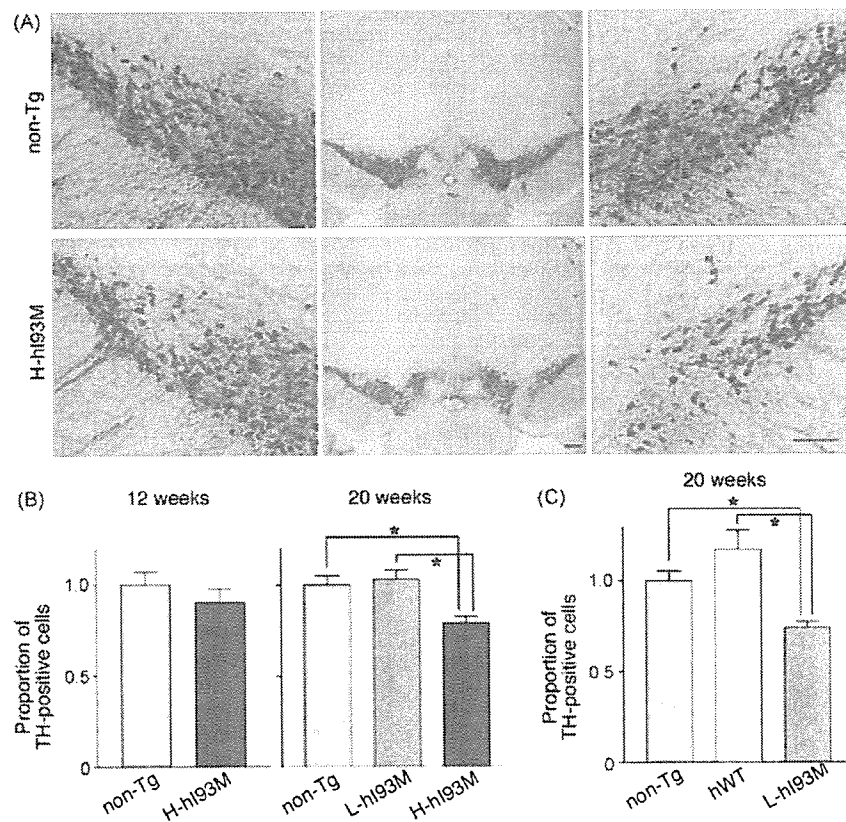 (A)
non-Tg
H-hI93M
(B)
12 weeks
20 weeks
Proportion of
TH-positive cells
1.0
0.5
0
*
*
non-Tg
H-hI93M
non-Tg
L-hI93M
H-hI93M
(C)
20 weeks
Proportion of
TH-positive cells
1.0
0 5
0
*
*
non-Tg
hWT
L-hI93M